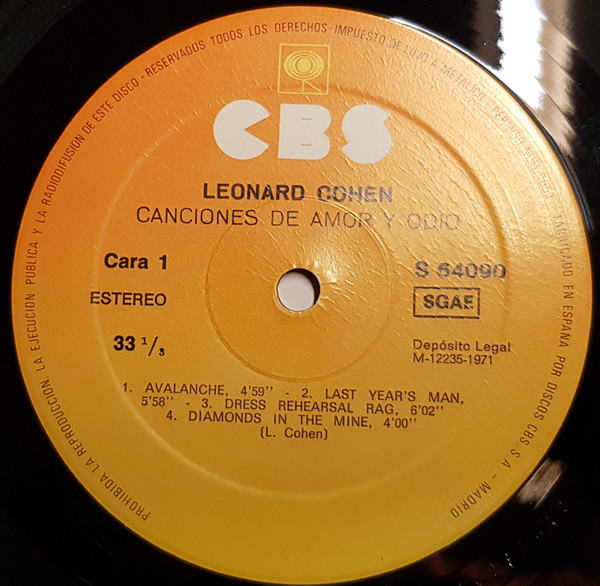 PROHIBIDA LA REPRODUCCION, LA EJECUCION PUBLICA Y LA RADIODIFUSION DE ESTE DISCO - RESERVADOS TODOS LOS DERECHOS - IMPUESTO DE LUJO A METALICO - FABRICADO EN ESPAÑA POR DISCOS CBS, S. A. - MADRID
CBS
LEONARD COHEN
CANCIONES DE AMOR Y ODIO
Cara 1
S 64090
ESTEREO
SGAE
33 1/3
Depósito Legal
M-12235-1971
1. AVALANCHE, 4'59" - 2. LAST YEAR'S MAN,
5'58" - 3. DRESS REHEARSAL RAG, 6'02"
4. DIAMONDS IN THE MINE, 4'00"
(L. Cohen)